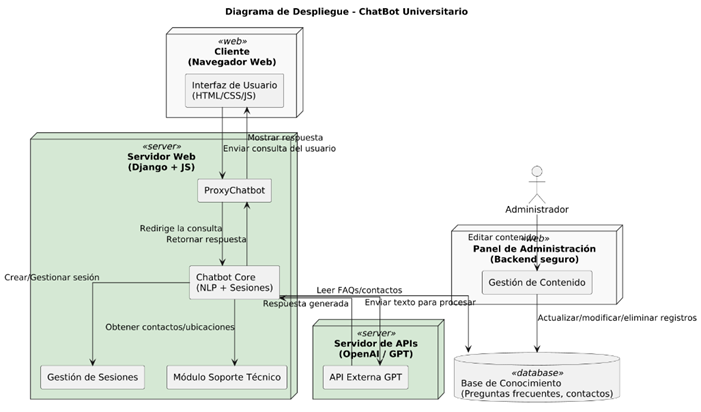 Diagrama de Despliegue - ChatBot Universitario
«web»
Cliente
(Navegador Web)
Interfaz de Usuario
(HTML/CSS/JS)
Mostrar respuesta
Enviar consulta del usuario
«server»
Servidor Web
(Django + JS)
ProxyChatbot
Redirige la consulta
Retornar respuesta
Administrador
Editar contenido
«web»
Panel de Administración
(Backend seguro)
Gestión de Contenido
Crear/Gestionar sesión
Chatbot Core
(NLP + Sesiones)
Leer FAQs/contactos
Respuesta generada
Enviar texto para procesar
Actualizar/modificar/eliminar registros
Obtener contactos/ubicaciones
«server»
Servidor de APIs
(OpenAI / GPT)
Gestión de Sesiones
Módulo Soporte Técnico
API Externa GPT
«database»
Base de Conocimiento
(Preguntas frecuentes, contactos)